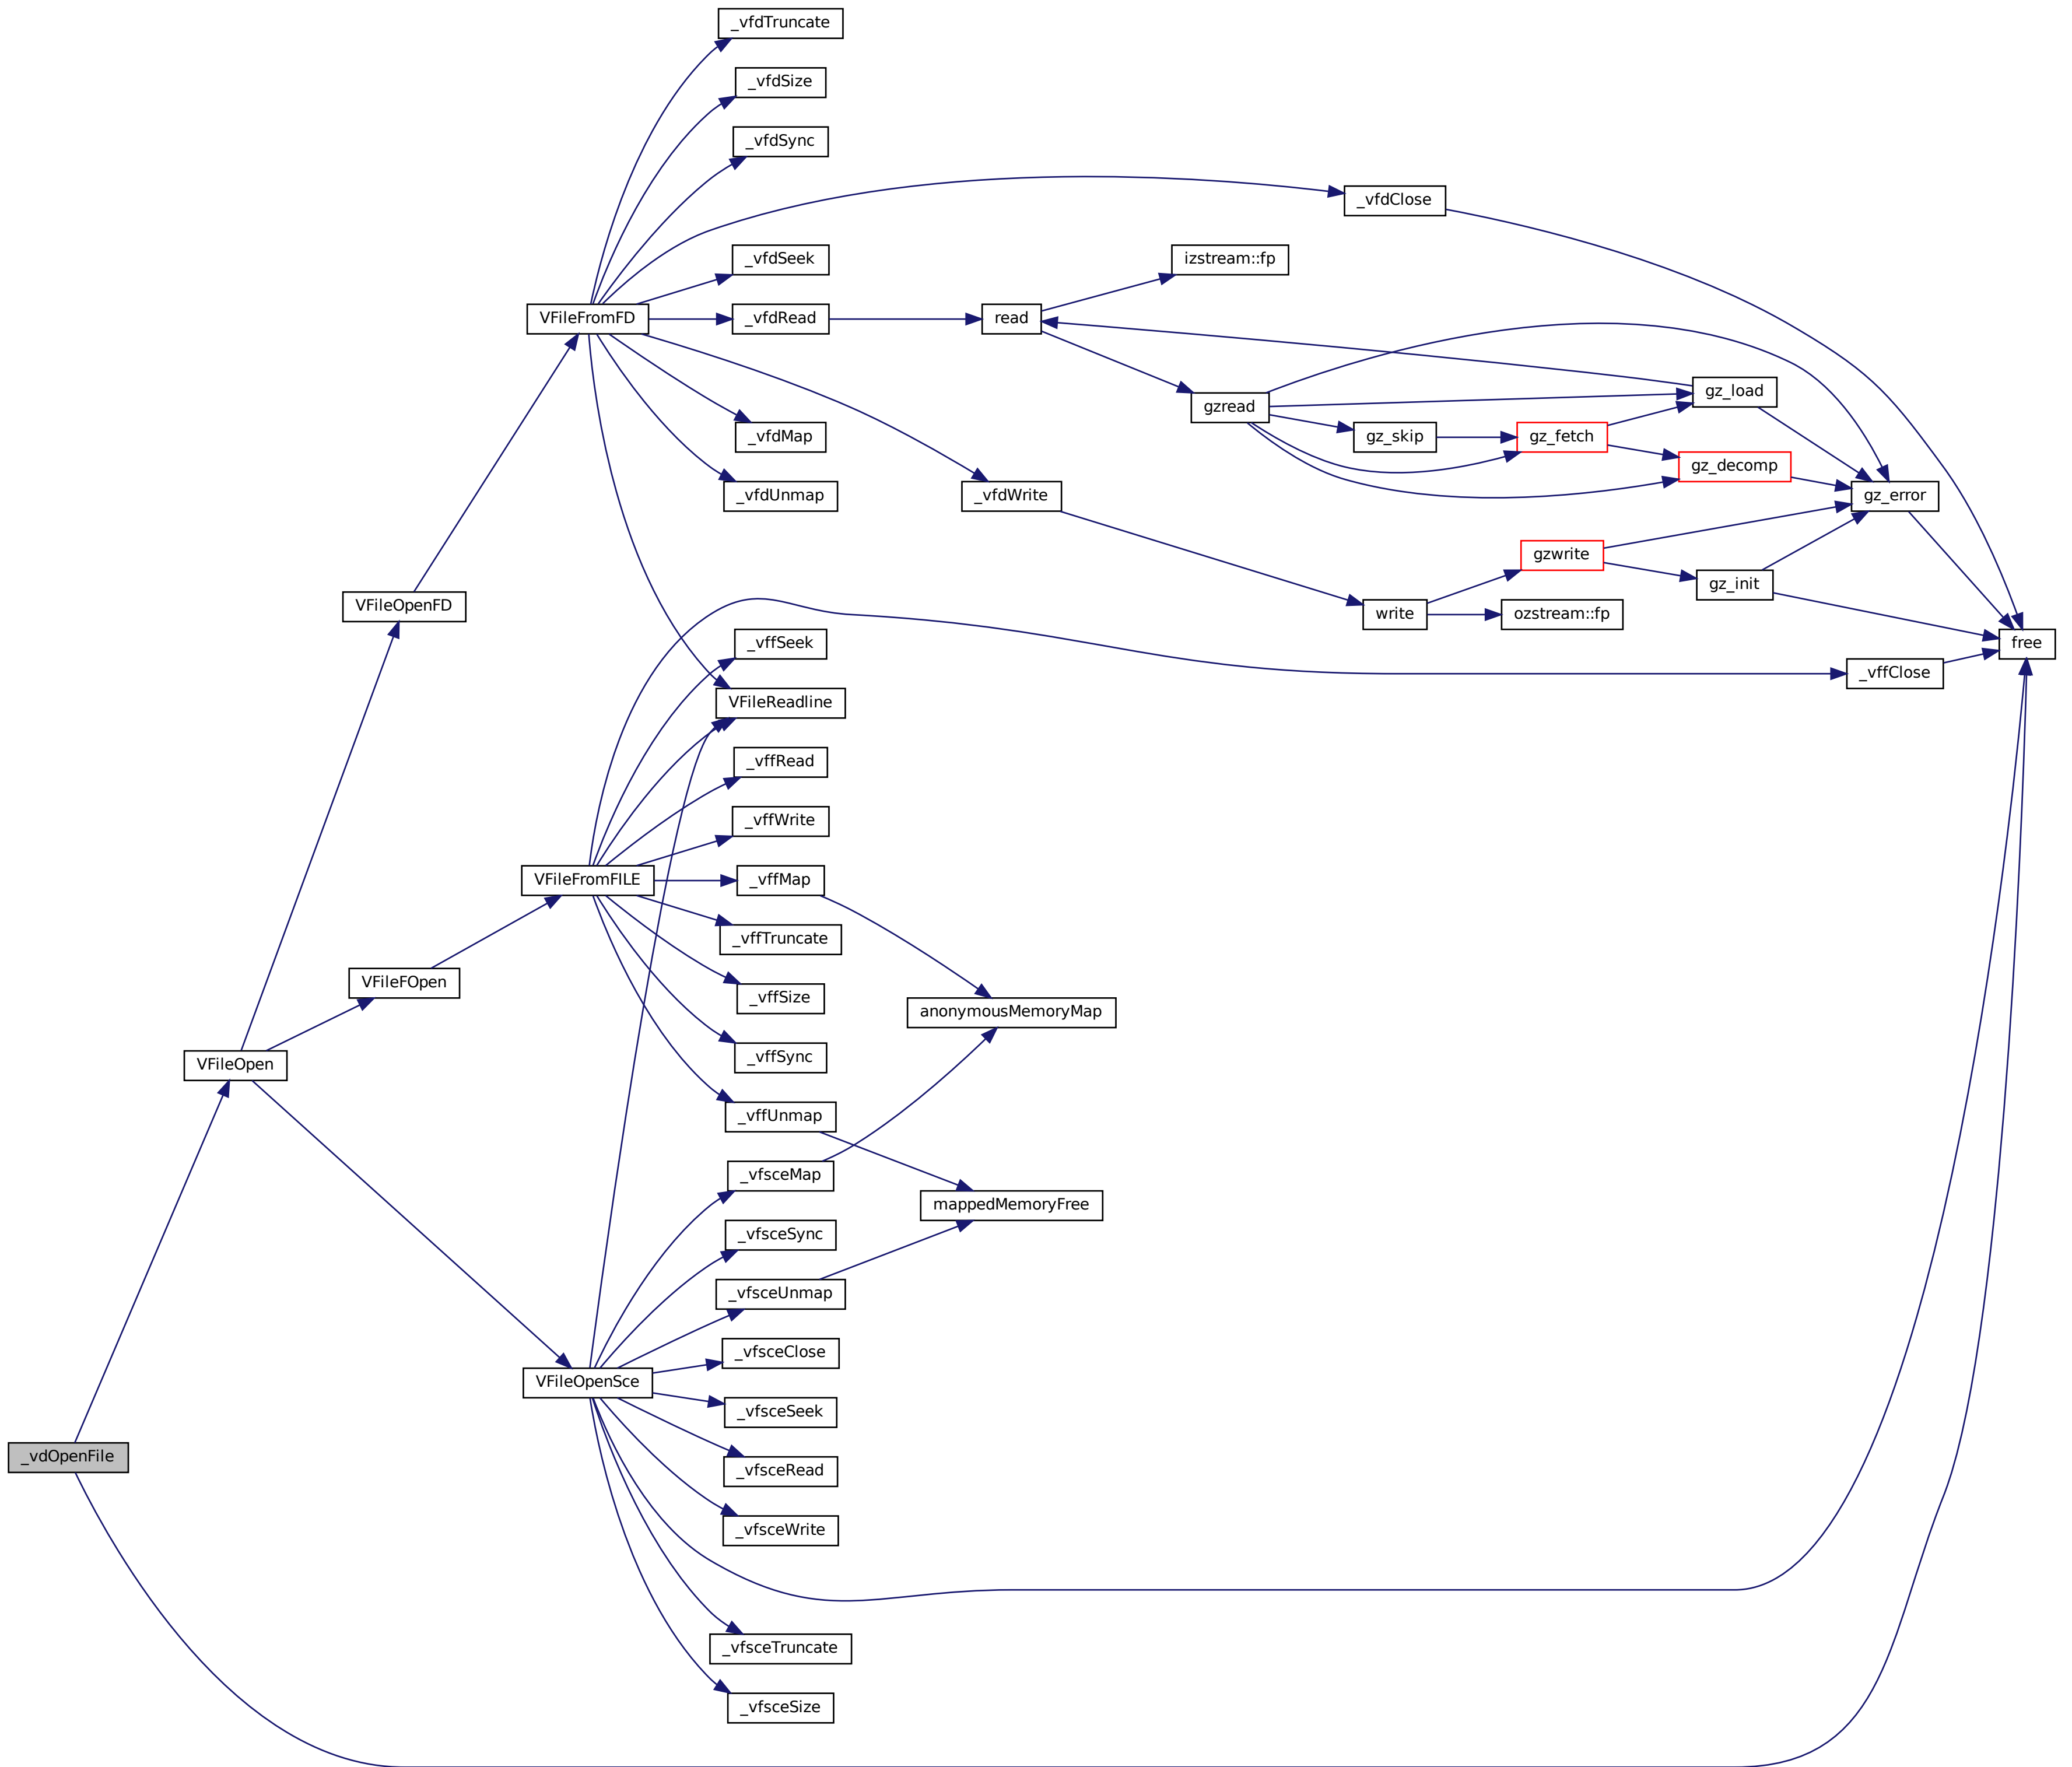 _vfdTruncate
_vfdSize
_vfdSync
_vfdClose
_vfdSeek
izstream::fp
VFileFromFD
_vfdRead
read
gz_load
gzread
_vfdMap
gz_skip
gz_fetch
gz_decomp
_vfdUnmap
_vfdWrite
gz_error
gzwrite
gz_init
VFileOpenFD
write
ozstream::fp
_vffSeek
free
_vffClose
VFileReadline
_vffRead
_vffWrite
VFileFromFILE
_vffMap
_vffTruncate
VFileFOpen
_vffSize
anonymousMemoryMap
_vffSync
VFileOpen
_vffUnmap
_vfsceMap
mappedMemoryFree
_vfsceSync
_vfsceUnmap
_vfsceClose
VFileOpenSce
_vfsceSeek
_vdOpenFile
_vfsceRead
_vfsceWrite
_vfsceTruncate
_vfsceSize